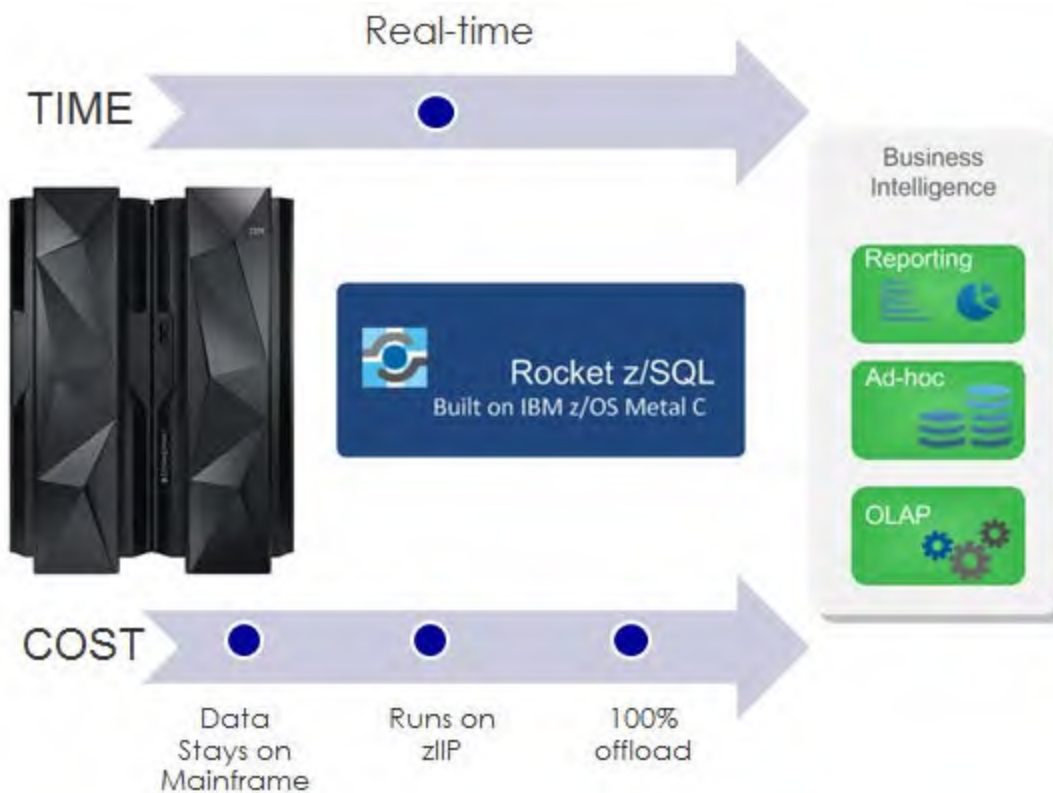 Real-time
TIME
Business
Intelligence
IBM
Reporting
Rocket z/SQL
Built on IBM z/OS Metal C
Ad-hoc
OLAP
COST
Data
Stays on
Mainframe
Runs on
zIIP
100%
offload